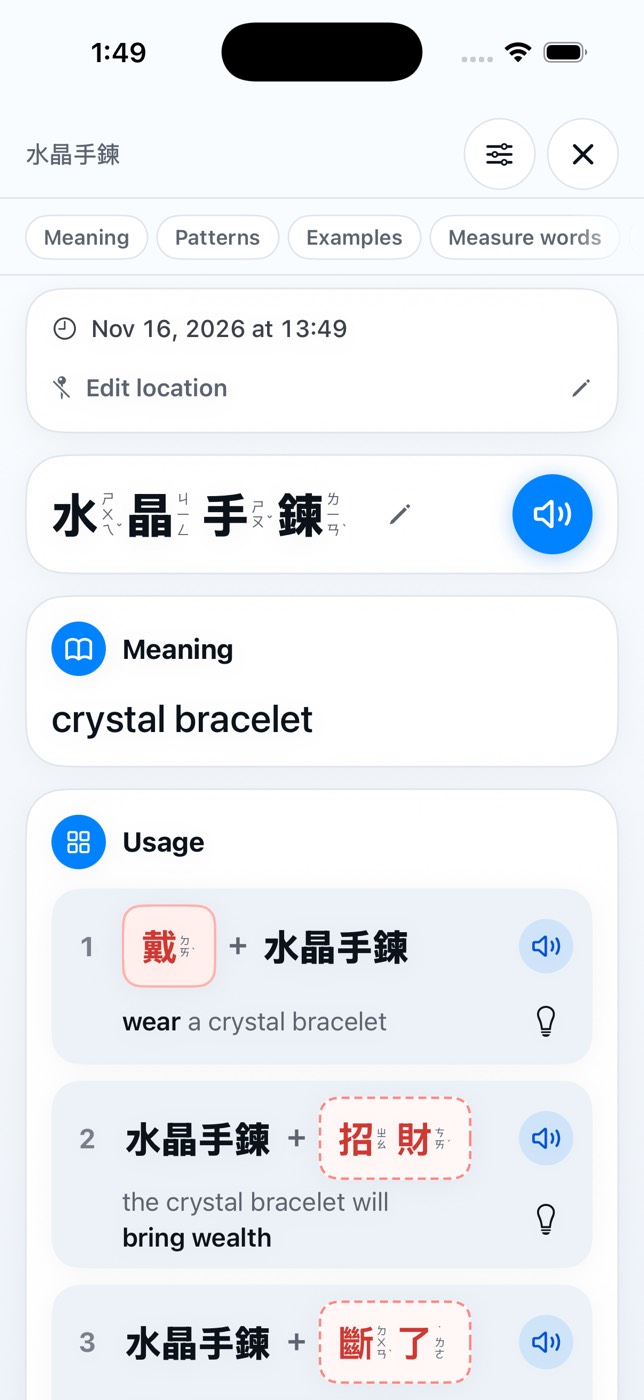 1:49
水晶手鍊
Meaning Patterns Examples Measure words
Nov 16, 2026 at 13:49
Edit location
水ㄕㄨㄟˇ晶ㄐㄧㄥ手ㄕㄡˇ鍊ㄌㄧㄢˋ
Meaning
crystal bracelet
Usage
1 戴ㄉㄞˋ + 水晶手鍊
wear a crystal bracelet
2 水晶手鍊 + 招ㄓㄠ財ㄘㄞˊ
the crystal bracelet will
bring wealth
3 水晶手鍊 + 斷ㄉㄨㄢˋ了˙ㄌㄜ